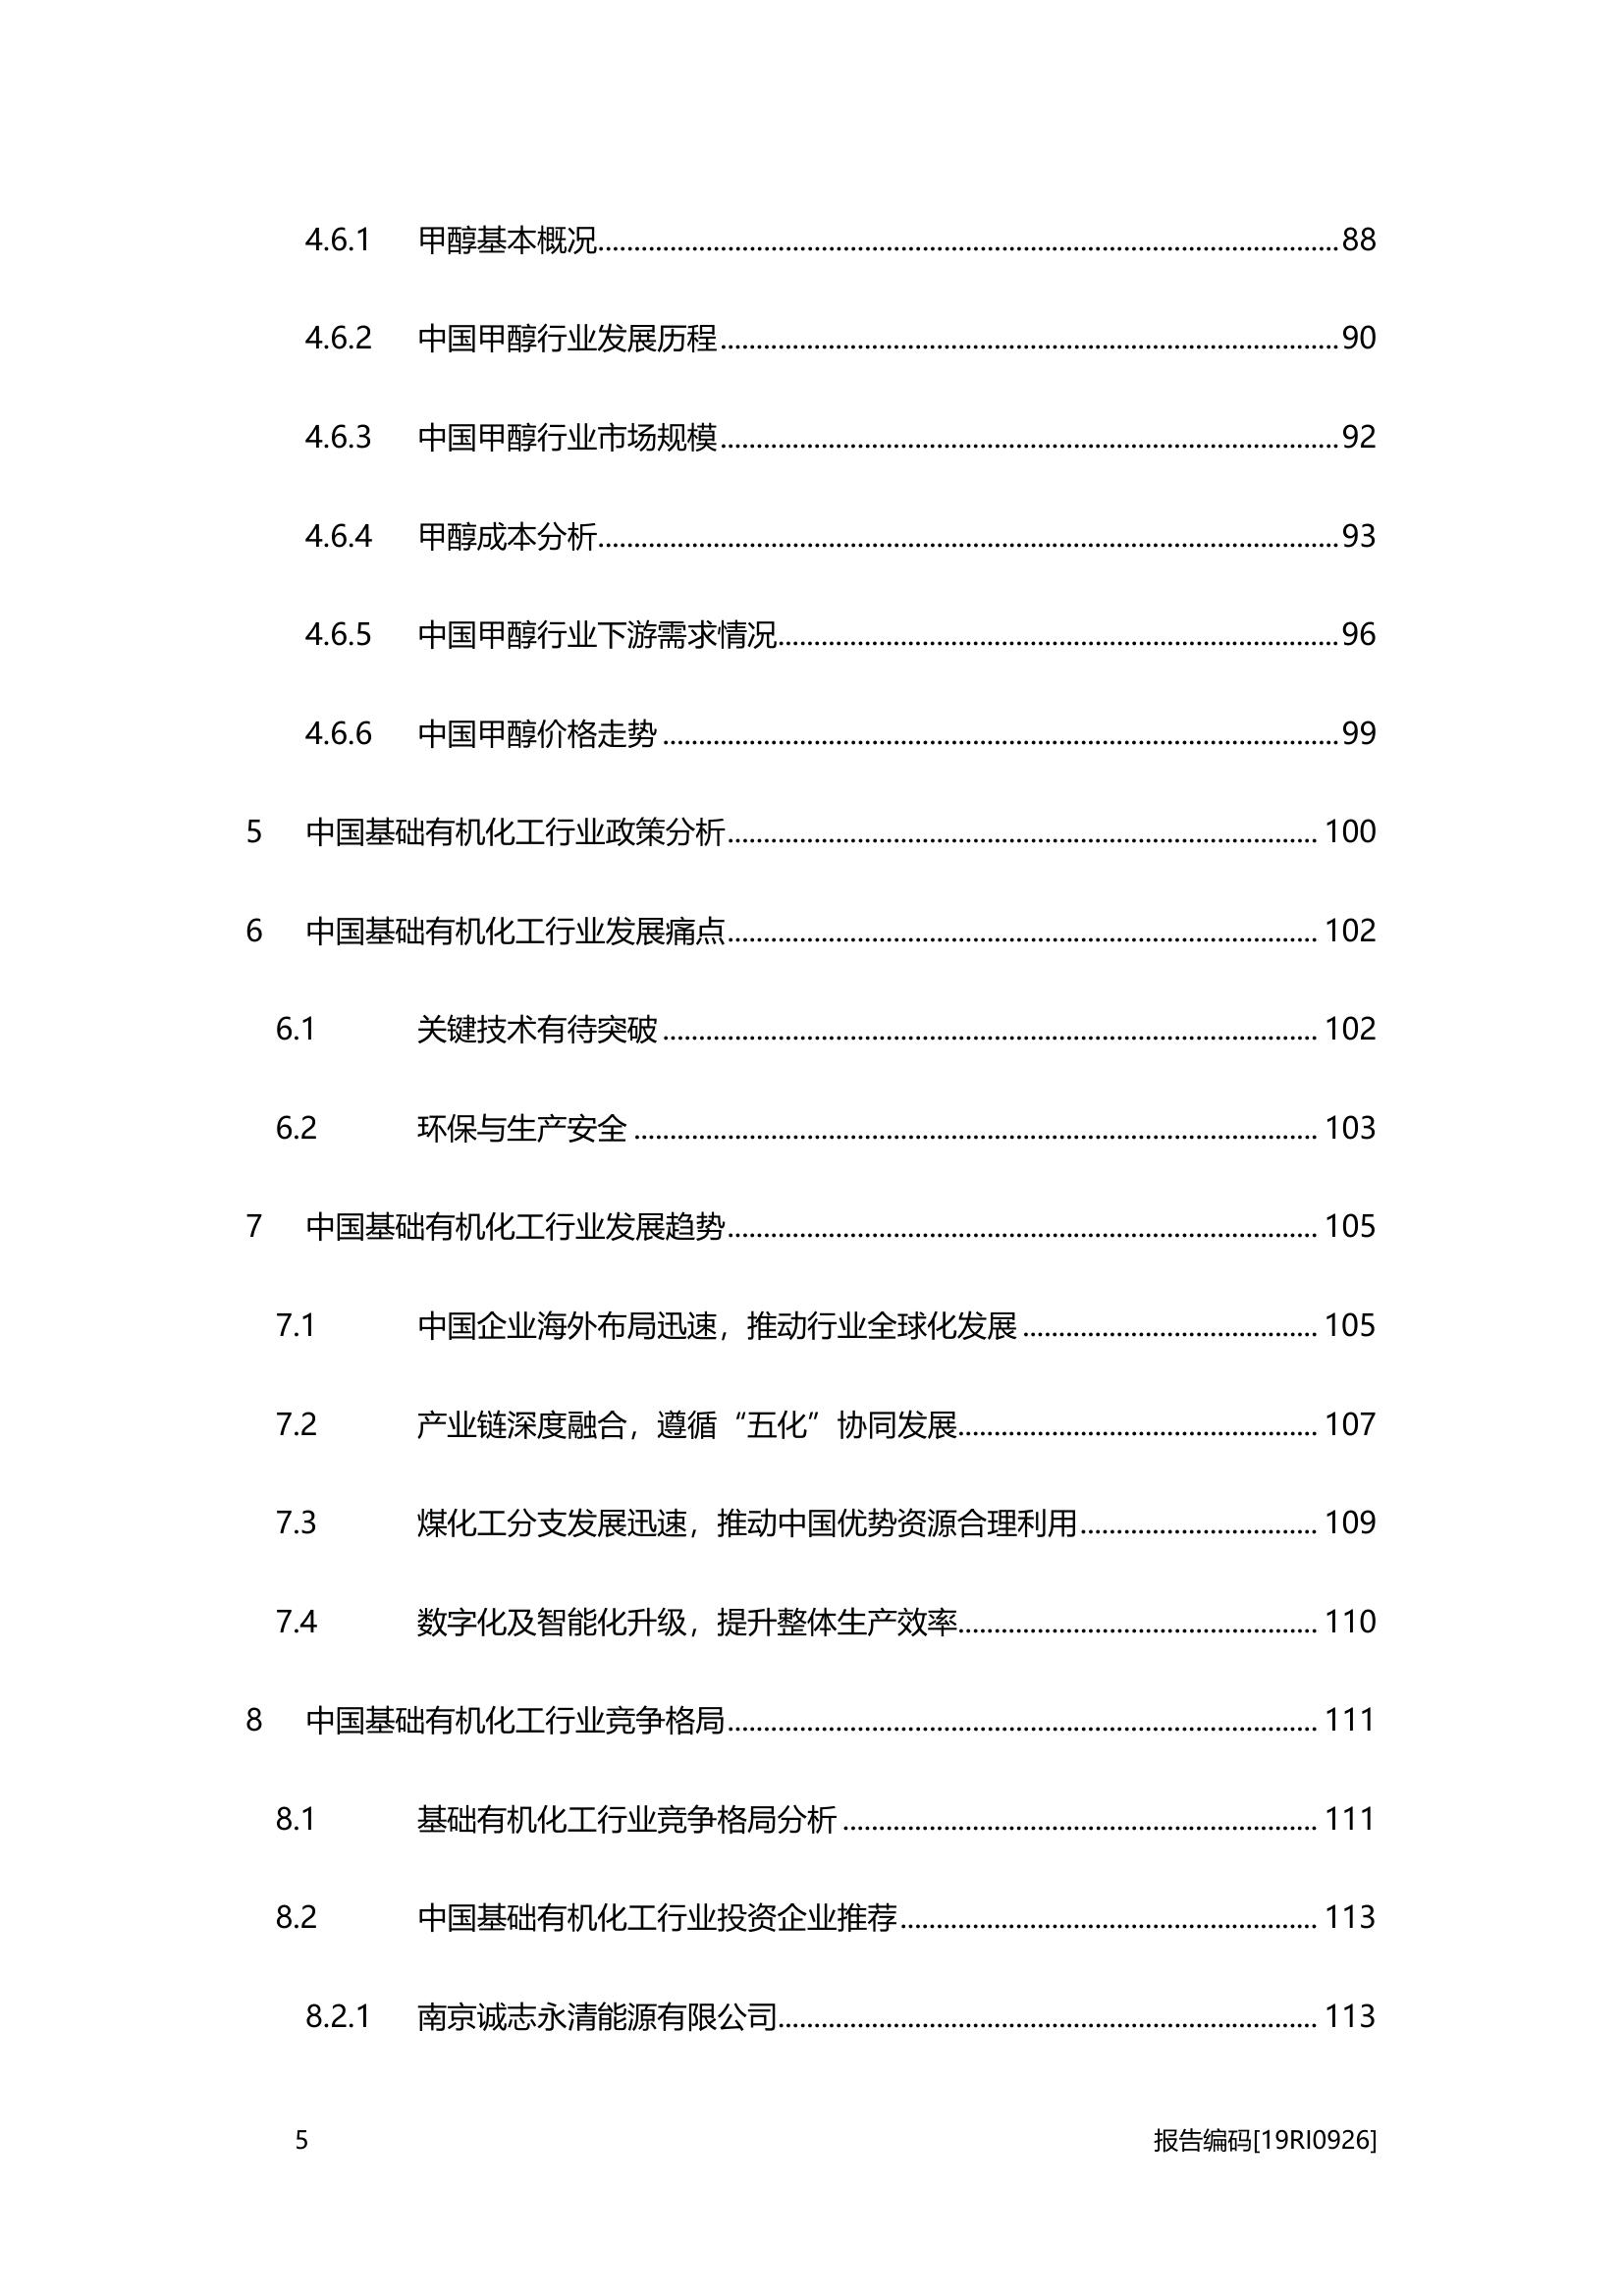 4.6.1 甲醇基本概况 88
4.6.2 中国甲醇行业发展历程 90
4.6.3 中国甲醇行业市场规模 92
4.6.4 甲醇成本分析 93
4.6.5 中国甲醇行业下游需求情况 96
4.6.6 中国甲醇价格走势 99
5 中国基础有机化工行业政策分析 100
6 中国基础有机化工行业发展痛点 102
6.1 关键技术有待突破 102
6.2 环保与生产安全 103
7 中国基础有机化工行业发展趋势 105
7.1 中国企业海外布局迅速，推动行业全球化发展 105
7.2 产业链深度融合，遵循“五化”协同发展 107
7.3 煤化工分支发展迅速，推动中国优势资源合理利用 109
7.4 数字化及智能化升级，提升整体生产效率 110
8 中国基础有机化工行业竞争格局 111
8.1 基础有机化工行业竞争格局分析 111
8.2 中国基础有机化工行业投资企业推荐 113
8.2.1 南京诚志永清能源有限公司 113
5 报告编码[19RI0926]